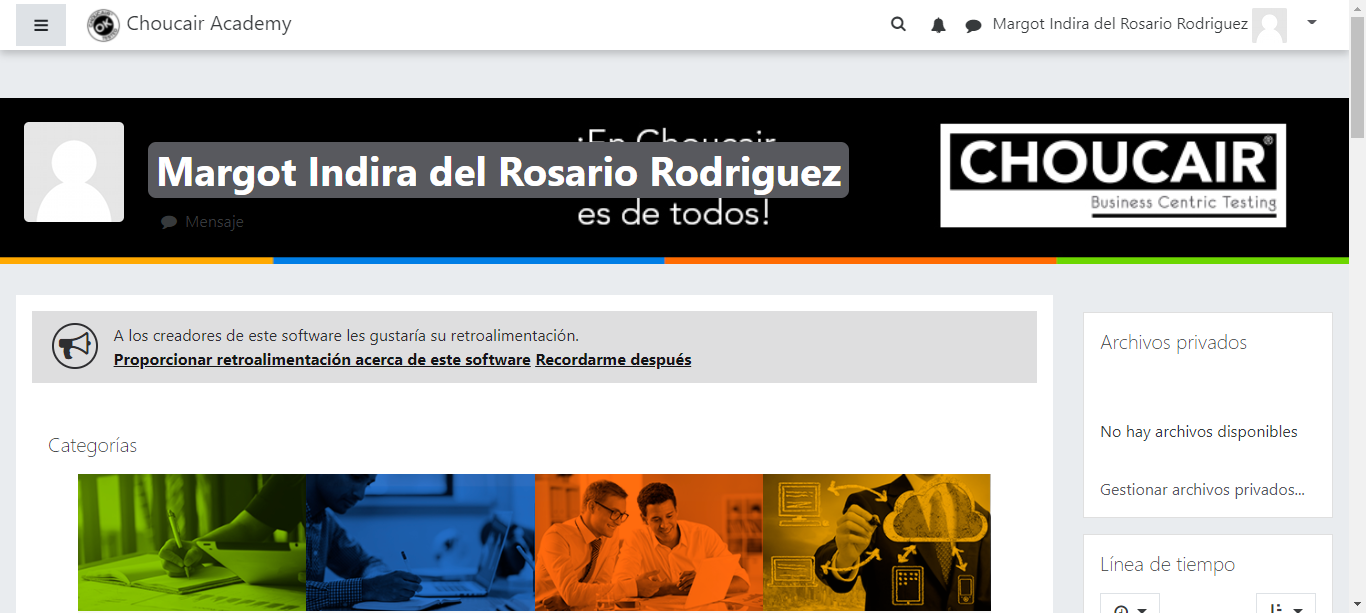 Choucair Academy
Margot Indira del Rosario Rodriguez
¡En Choucair
Margot Indira del Rosario Rodriguez
es de todos!
Mensaje
CHOUCAIR®
Business Centric Testing
A los creadores de este software les gustaría su retroalimentación.
Proporcionar retroalimentación acerca de este software Recordarme después
Categorías
Archivos privados
No hay archivos disponibles
Gestionar archivos privados...
Línea de tiempo